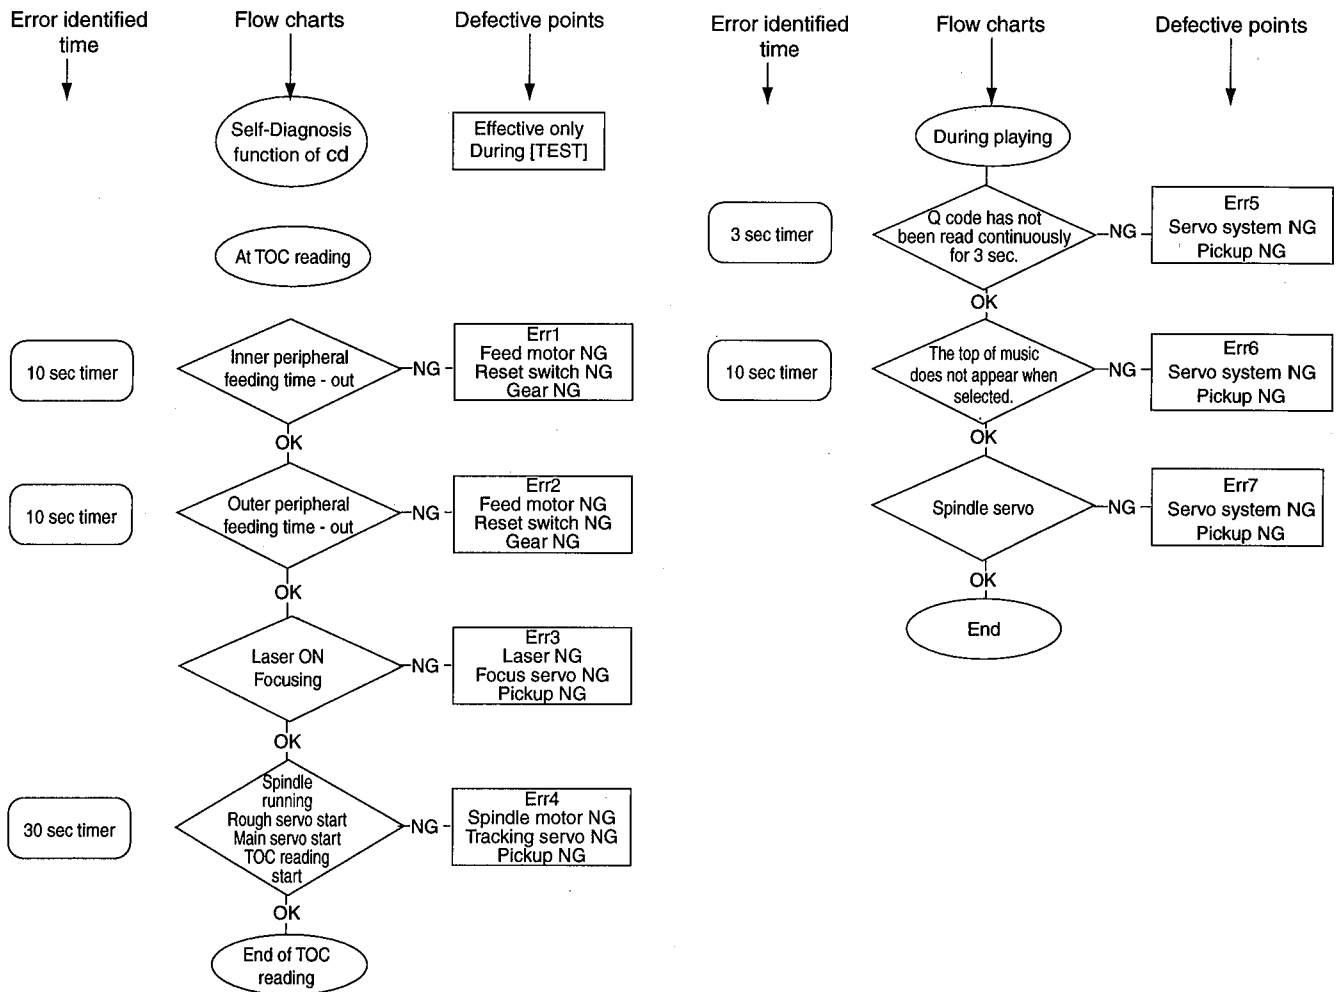 Error identified
time
Flow charts
Defective points
Self-Diagnosis
function of cd
Effective only
During [TEST]
At TOC reading
10 sec timer
Inner peripheral
feeding time - out
NG
Err1
Feed motor NG
Reset switch NG
Gear NG
OK
10 sec timer
Outer peripheral
feeding time - out
NG
Err2
Feed motor NG
Reset switch NG
Gear NG
OK
Laser ON
Focusing
NG
Err3
Laser NG
Focus servo NG
Pickup NG
OK
30 sec timer
Spindle
running
Rough servo start
Main servo start
TOC reading
start
NG
Err4
Spindle motor NG
Tracking servo NG
Pickup NG
OK
End of TOC
reading
Error identified
time
Flow charts
Defective points
During playing
3 sec timer
Q code has not
been read continuously
for 3 sec.
NG
Err5
Servo system NG
Pickup NG
OK
10 sec timer
The top of music
does not appear when
selected.
NG
Err6
Servo system NG
Pickup NG
OK
Spindle servo
NG
Err7
Servo system NG
Pickup NG
OK
End